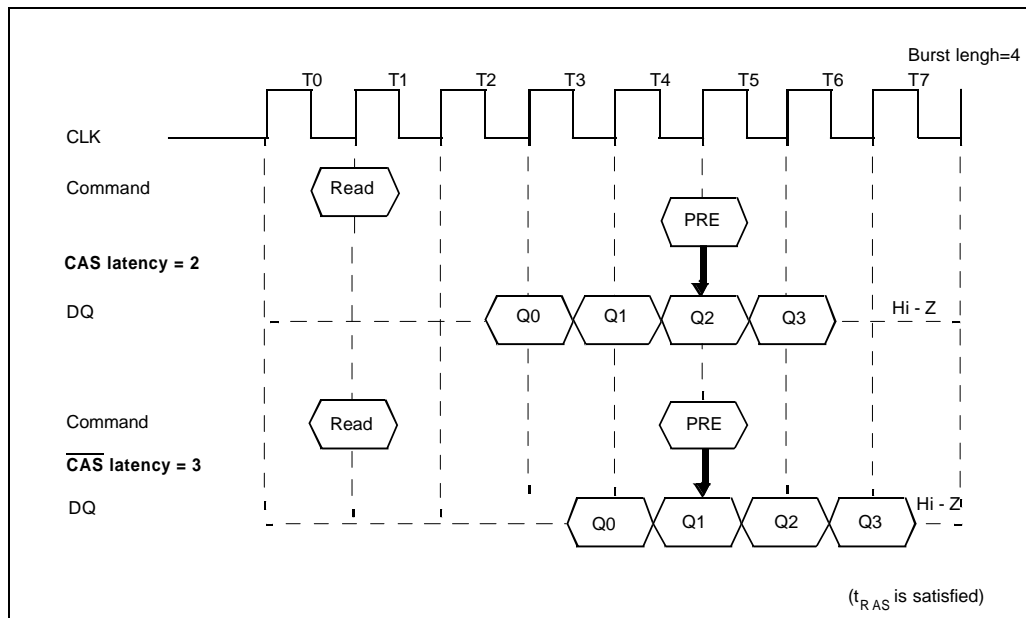 Burst lengh=4
T0 T1 T2 T3 T4 T5 T6 T7
CLK
Command Read
PRE
CAS latency = 2
DQ Q0 Q1 Q2 Q3 Hi - Z
Command Read PRE
CAS latency = 3
DQ Q0 Q1 Q2 Q3 Hi - Z
(tRAS is satisfied)